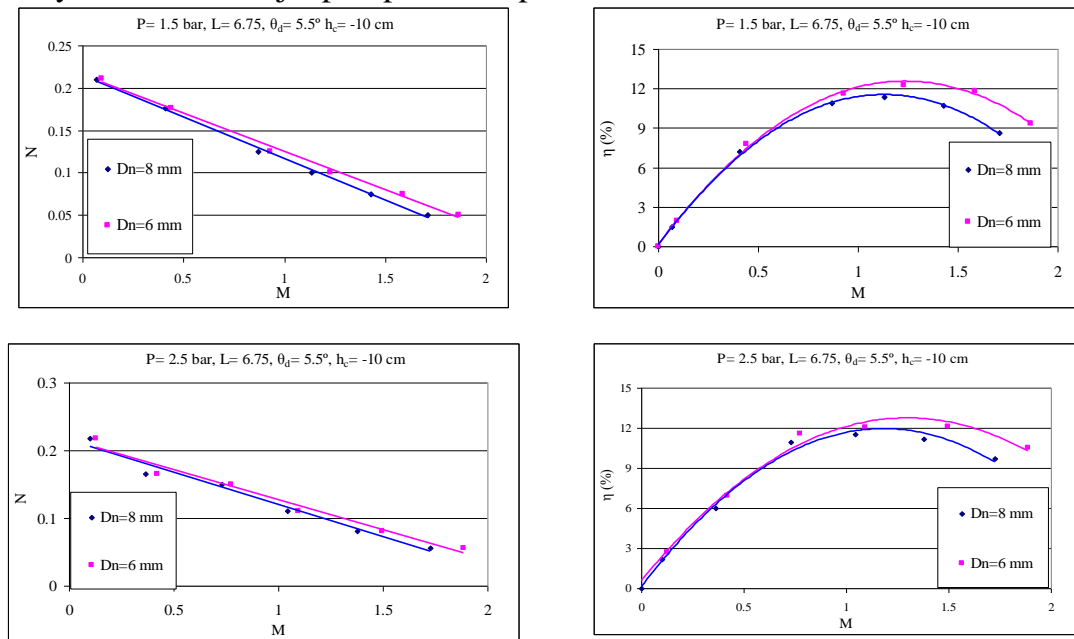 P= 1.5 bar, L= 6.75, θd= 5.5º hc= -10 cm
0.25
0.2
0.15
0.1
0.05
0
N
Dn=8 mm
Dn=6 mm
0 0.5 1 1.5 2
M
P= 1.5 bar, L= 6.75, θd= 5.5º hc= -10 cm
15
12
9
6
3
0
η (%)
Dn=8 mm
Dn=6 mm
0 0.5 1 1.5 2
M
P= 2.5 bar, L= 6.75, θd= 5.5º, hc= -10 cm
0.3
0.2
0.1
0
N
Dn=8 mm
Dn=6 mm
0 0.5 1 1.5 2
M
P= 2.5 bar, L= 6.75, θd= 5.5º, hc= -10 cm
15
12
9
6
3
0
η (%)
Dn=8 mm
Dn=6 mm
0 0.5 1 1.5 2
M